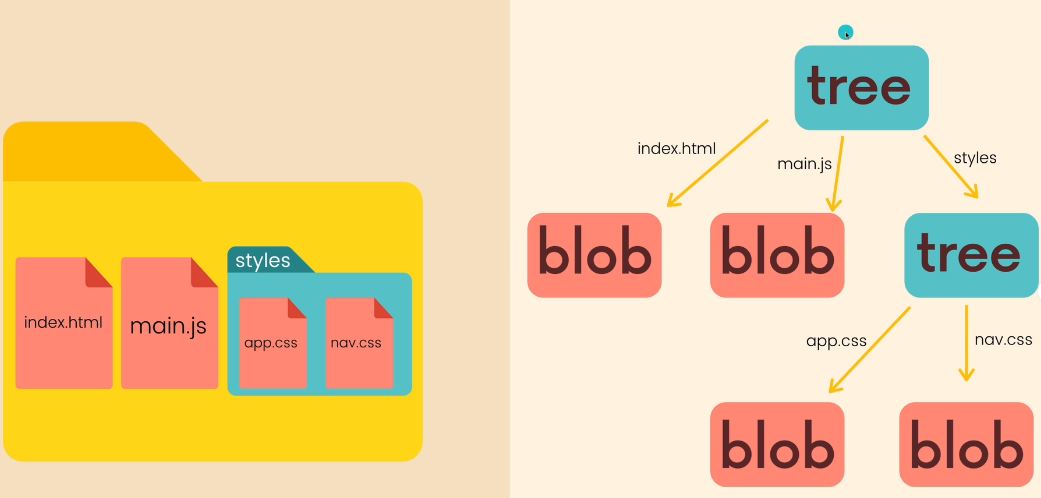 styles
index.html
main.js
app.css
nav.css
tree
index.html
main.js
styles
blob
blob
tree
app.css
nav.css
blob
blob